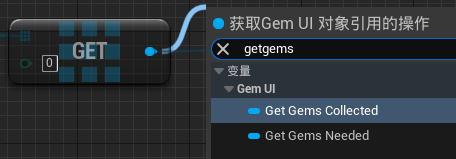 GET
0
获取Gem UI 对象引用的操作
getgems
变量
Gem UI
Get Gems Collected
Get Gems Needed